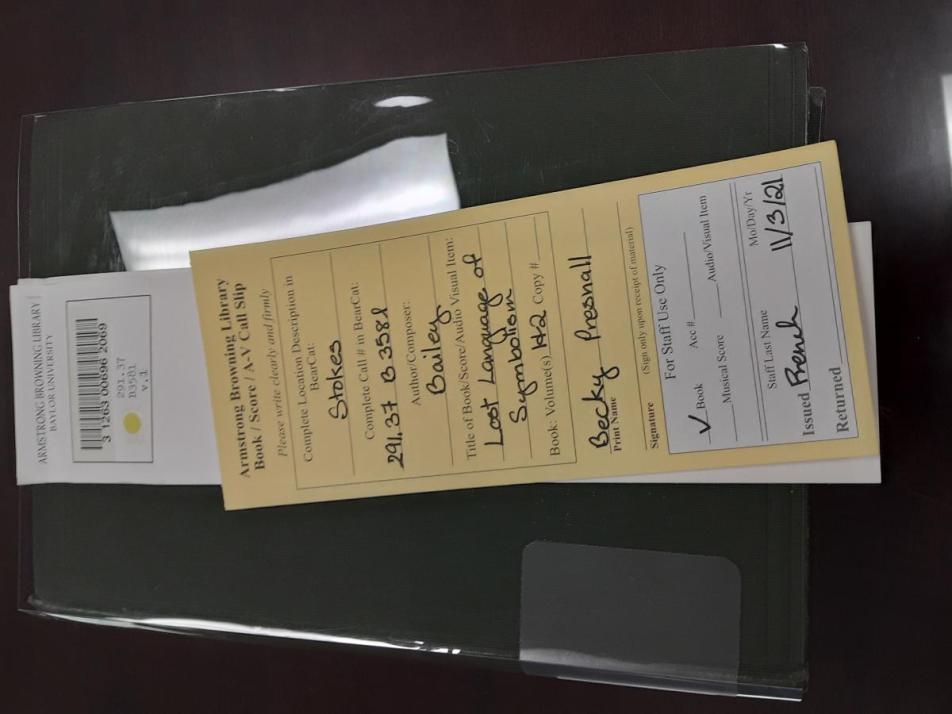 ARMSTRONG BROWNING LIBRARY
BAYLOR UNIVERSITY
3 1263 00696 2069
291.37
B3581
v.1
Armstrong Browning Library
Book / Score / A-V Call Slip
Please write clearly and firmly
Complete Location Description in
BearCat:
Stokes
Complete Call # in BearCat:
291.37 B358l
Author/Composer:
Bailey
Title of Book/Score/Audio Visual Item:
Lost Language of
Symbolism
Book: Volume(s) 1+2 Copy #
Becky Presnall
Print Name
Signature (Sign only upon receipt of material)
For Staff Use Only
✓ Book Acc #
Musical Score Audio/Visual Item
Staff Last Name Mo/Day/Yr
Issued French 11/3/21
Returned